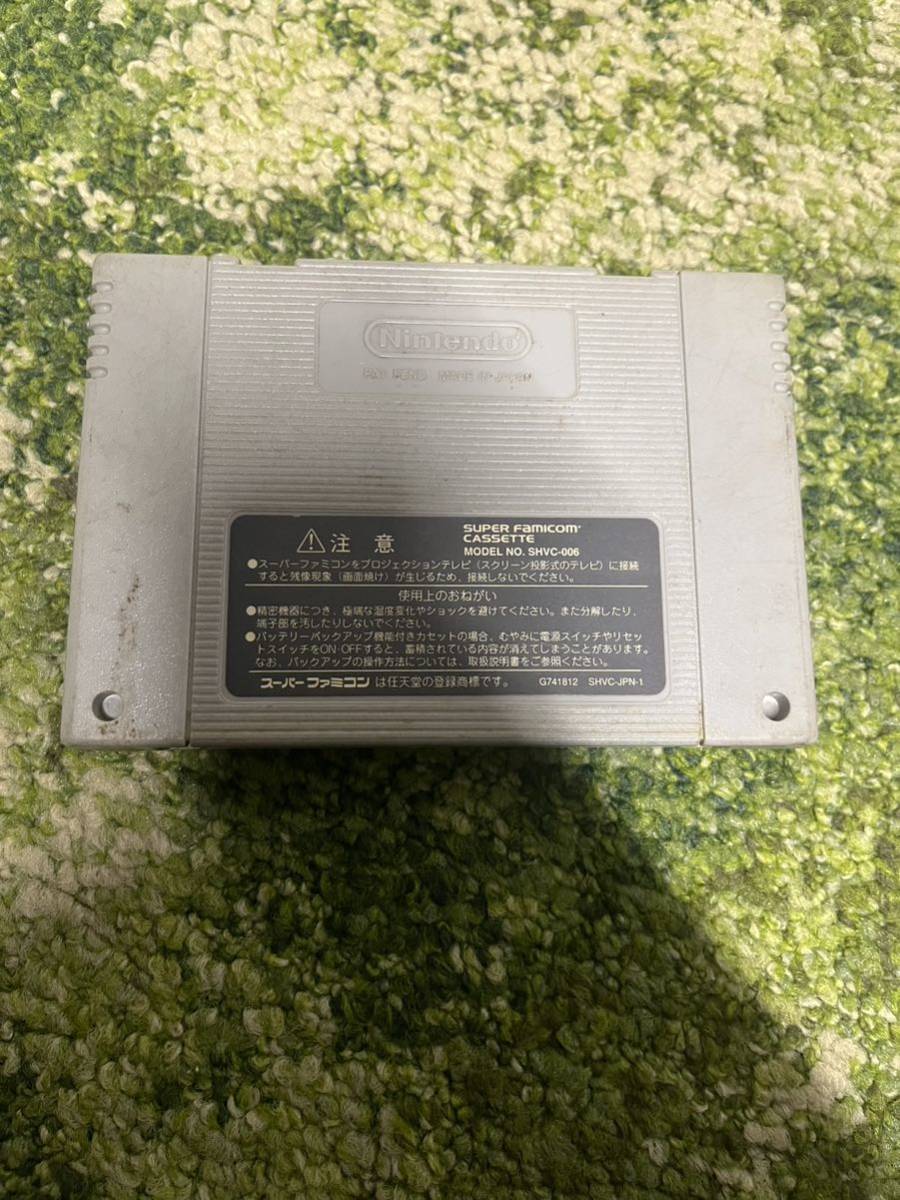 Nintendo
PAT. PEND. MADE IN JAPAN
⚠注 意
SUPER FAMICOM
CASSETTE
MODEL NO. SHVC-006
●スーパーファミコンをプロジェクションテレビ（スクリーン投影式のテレビ）に接続
すると残像現象（画面焼け）が生じるため、接続しないでください。
使用上のおねがい
●精密機器につき、極端な温度変化やショックを避けてください。また分解したり、
端子部を汚したりしないでください。
●バッテリーバックアップ機能付きカセットの場合、むやみに電源スイッチやリセッ
トスイッチをON・OFFすると、蓄積されている内容が消えてしまうことがあります。
なお、バックアップの操作方法については、取扱説明書をご参照ください。
スーパーファミコンは任天堂の登録商標です。 G741812 SHVC-JPN-1